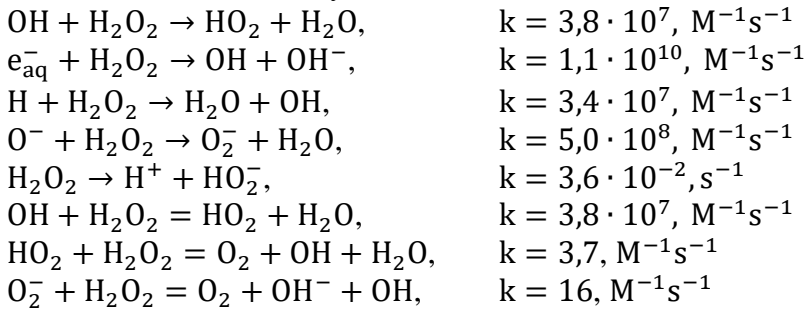 OH + H₂O₂ → HO₂ + H₂O, k = 3,8 · 10⁷, M⁻¹s⁻¹
e⁻ₐq + H₂O₂ → OH + OH⁻, k = 1,1 · 10¹⁰, M⁻¹s⁻¹
H + H₂O₂ → H₂O + OH, k = 3,4 · 10⁷, M⁻¹s⁻¹
O⁻ + H₂O₂ → O₂⁻ + H₂O, k = 5,0 · 10⁸, M⁻¹s⁻¹
H₂O₂ → H⁺ + HO₂⁻, k = 3,6 · 10⁻²,s⁻¹
OH + H₂O₂ = HO₂ + H₂O, k = 3,8 · 10⁷, M⁻¹s⁻¹
HO₂ + H₂O₂ = O₂ + OH + H₂O, k = 3,7, M⁻¹s⁻¹
O₂⁻ + H₂O₂ = O₂ + OH⁻ + OH, k = 16, M⁻¹s⁻¹